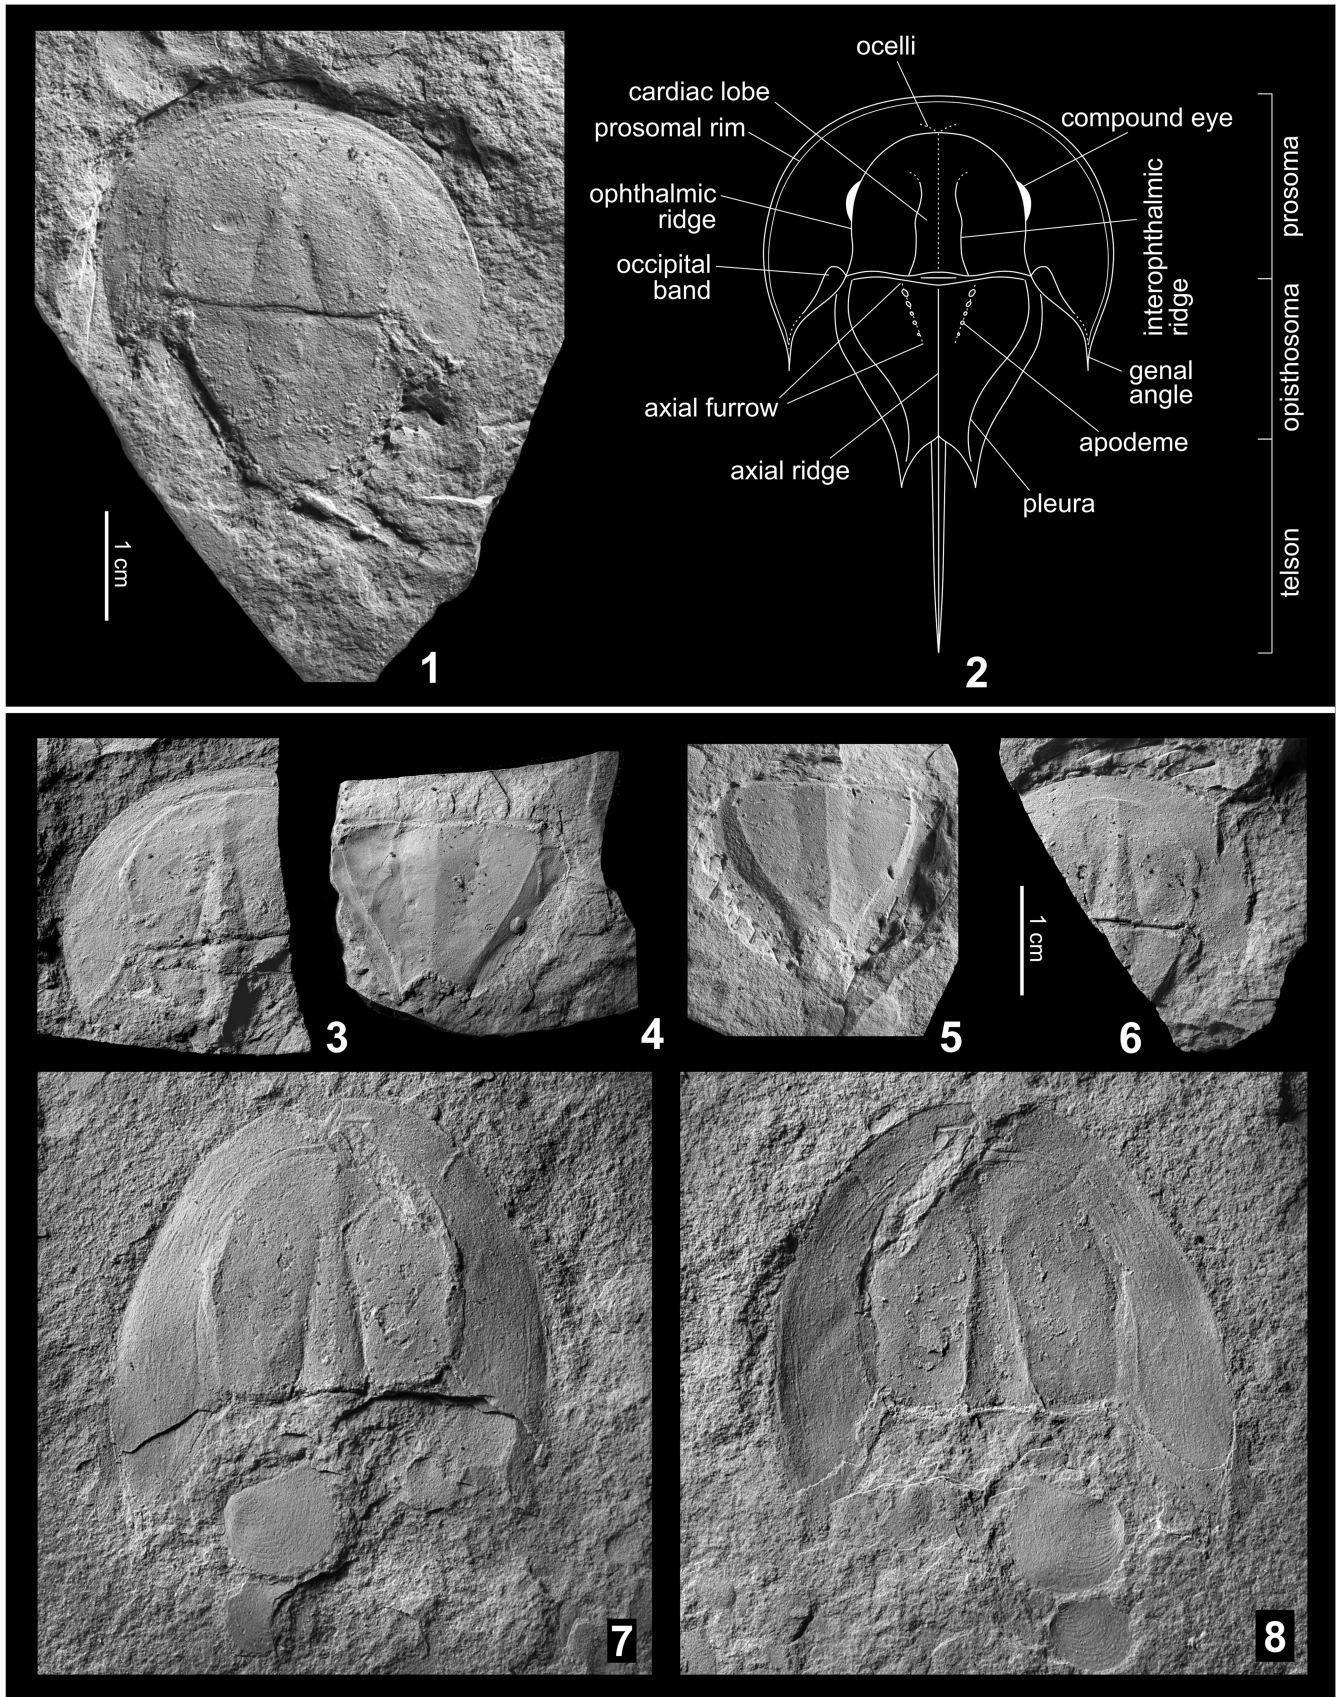 ocelli
cardiac lobe
prosomal rim
compound eye
ophthalmic
ridge
occipital
band
interophthalmic
ridge
genal
angle
axial furrow
apodeme
axial ridge
pleura
prosoma
opisthosoma
telson
1 cm
1
2
3
4
5
1 cm
6
7
8